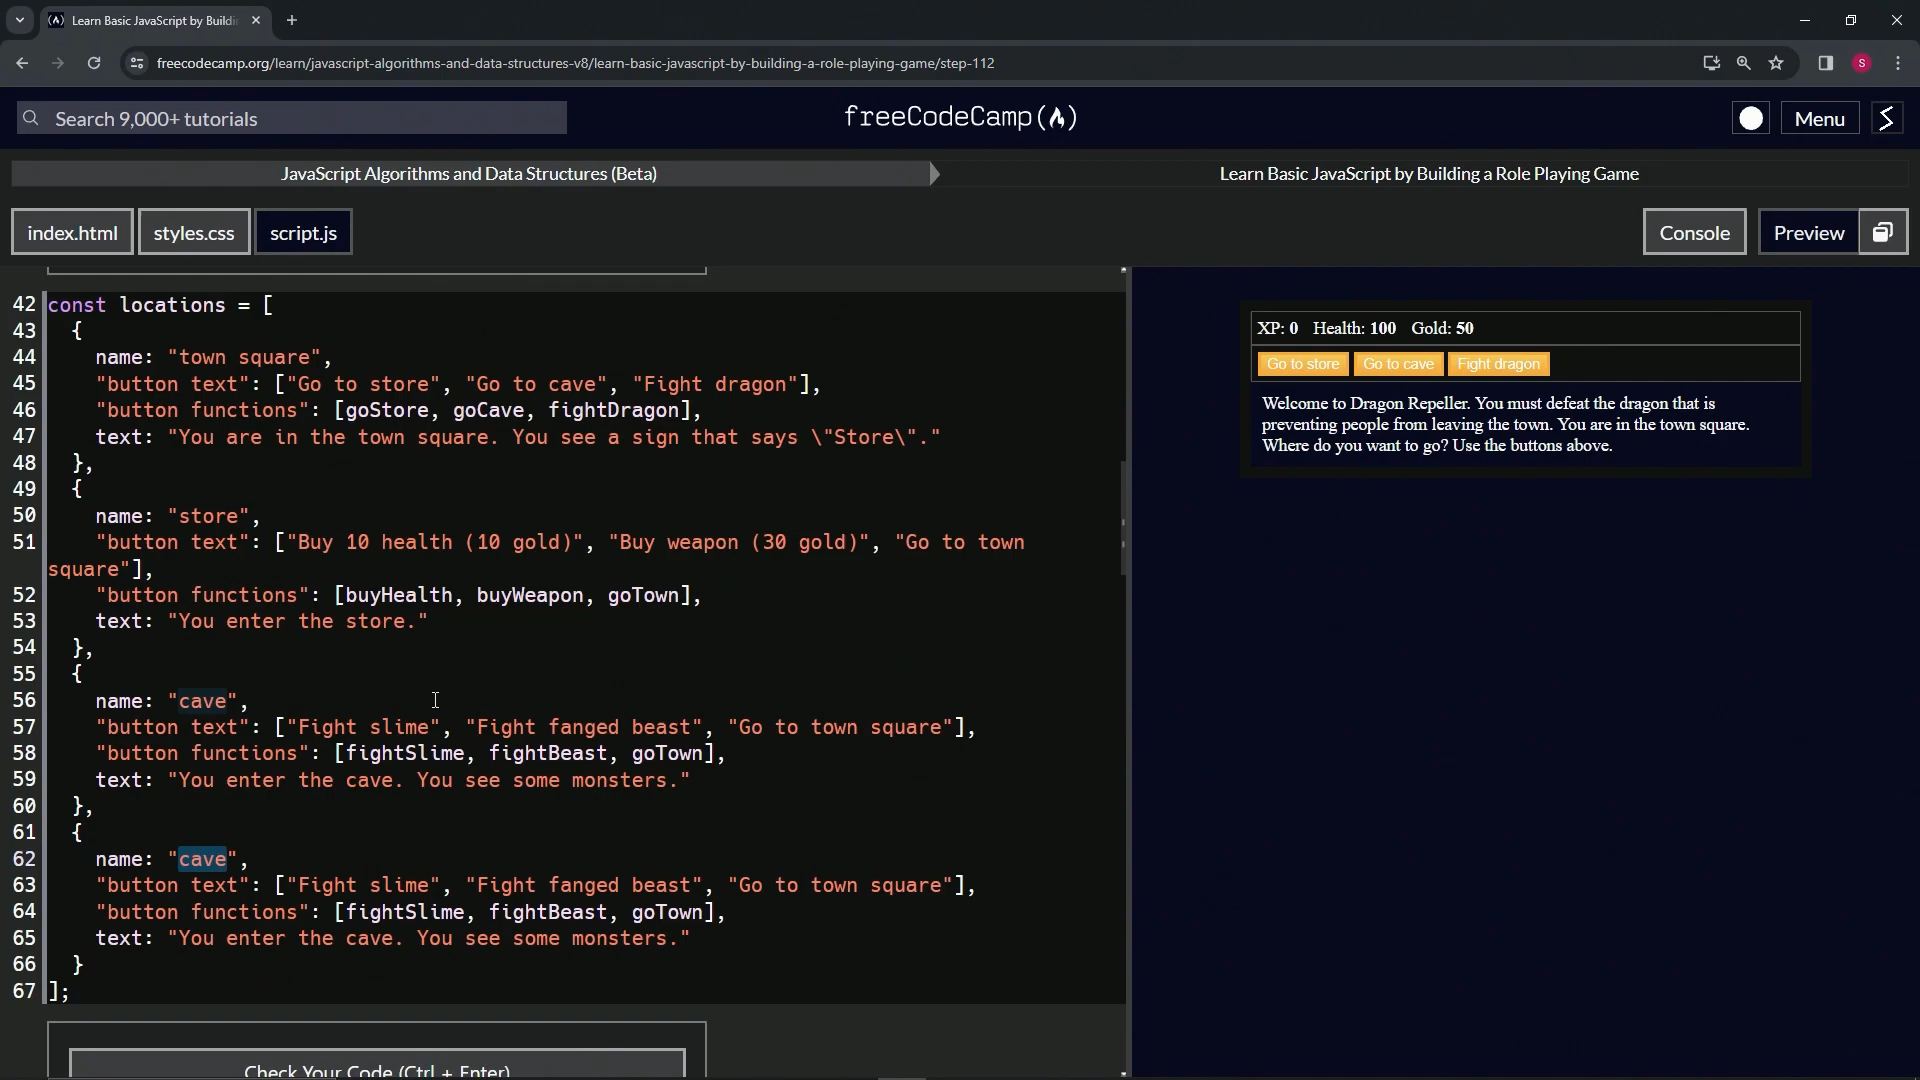 Learn Basic JavaScript by Buildi
freecodecamp.org/learn/javascript-algorithms-and-data-structures-v8/learn-basic-javascript-by-building-a-role-playing-game/step-112
S
Search 9,000+ tutorials
freeCodeCamp(🔥)
Menu
JavaScript Algorithms and Data Structures (Beta)
Learn Basic JavaScript by Building a Role Playing Game
index.html
styles.css
script.js
Console
Preview
42 const locations = [
43   {
44     name: "town square",
45     "button text": ["Go to store", "Go to cave", "Fight dragon"],
46     "button functions": [goStore, goCave, fightDragon],
47     text: "You are in the town square. You see a sign that says \"Store\"."
48   },
49   {
50     name: "store",
51     "button text": ["Buy 10 health (10 gold)", "Buy weapon (30 gold)", "Go to town
square"],
52     "button functions": [buyHealth, buyWeapon, goTown],
53     text: "You enter the store."
54   },
55   {
56     name: "cave",
57     "button text": ["Fight slime", "Fight fanged beast", "Go to town square"],
58     "button functions": [fightSlime, fightBeast, goTown],
59     text: "You enter the cave. You see some monsters."
60   },
61   {
62     name: "cave",
63     "button text": ["Fight slime", "Fight fanged beast", "Go to town square"],
64     "button functions": [fightSlime, fightBeast, goTown],
65     text: "You enter the cave. You see some monsters."
66   }
67 ];
Check Your Code (Ctrl + Enter)
XP: 0 Health: 100 Gold: 50
Go to store Go to cave Fight dragon
Welcome to Dragon Repeller. You must defeat the dragon that is
preventing people from leaving the town. You are in the town square.
Where do you want to go? Use the buttons above.